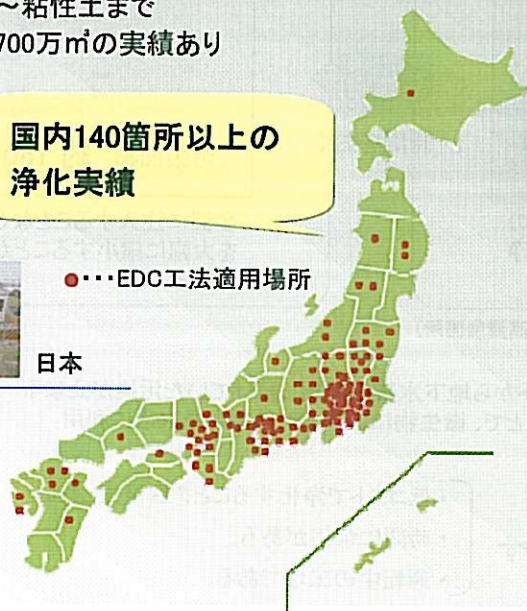 ～粘性土まで
700万㎥の実績あり
国内140箇所以上の
浄化実績
●･･･EDC工法適用場所
日本